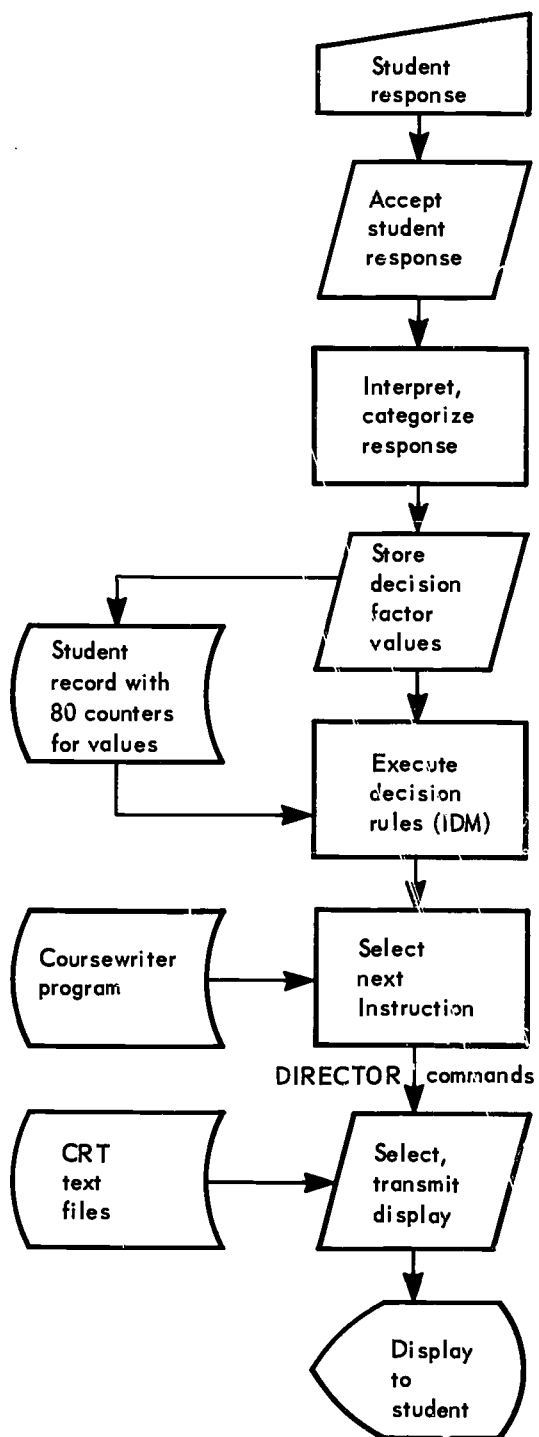 Student
response
Accept
student
response
Interpret,
categorize
response
Store
decision
factor
values
Student
record with
80 counters
for values
Execute
decision
rules (IDM)
Coursewriter
program
Select
next
Instruction
DIRECTOR commands
CRT
text
files
Select,
transmit
display
Display
to
student